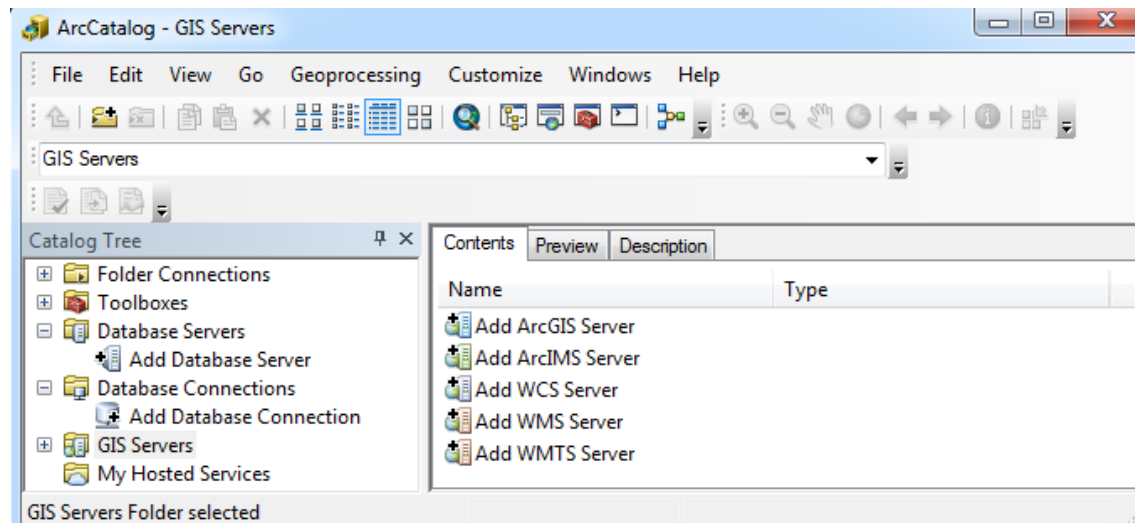 ArcCatalog - GIS Servers
File Edit View Go Geoprocessing Customize Windows Help
GIS Servers
Catalog Tree
Folder Connections
Toolboxes
Database Servers
Add Database Server
Database Connections
Add Database Connection
GIS Servers
My Hosted Services
Contents Preview Description
Name Type
Add ArcGIS Server
Add ArcIMS Server
Add WCS Server
Add WMS Server
Add WMTS Server
GIS Servers Folder selected